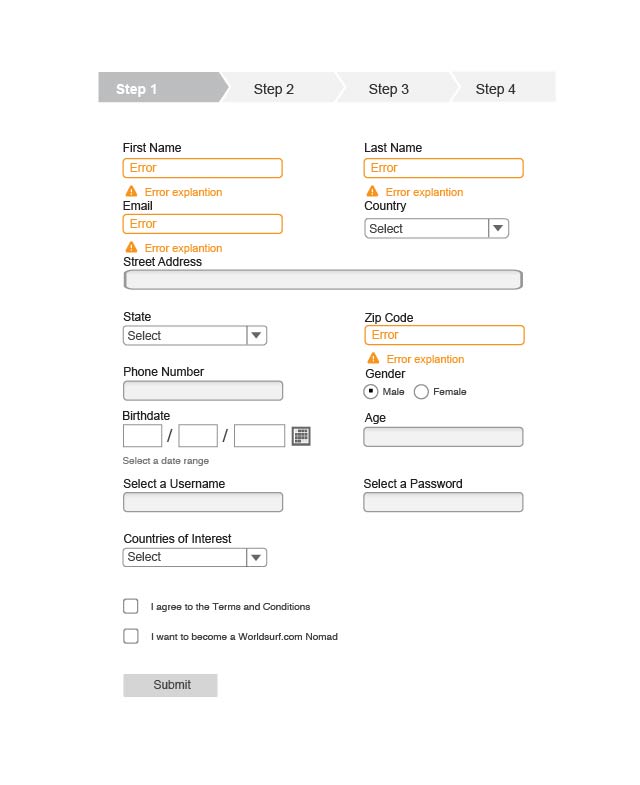 Step 1 Step 2 Step 3 Step 4
First Name Last Name
Error Error
Error explantion Error explantion
Email Country
Error Select
Error explantion
Street Address
State Zip Code
Select Error
Error explantion
Phone Number Gender
Male Female
Birthdate Age
/ /
Select a date range
Select a Username Select a Password
Countries of Interest
Select
I agree to the Terms and Conditions
I want to become a Worldsurf.com Nomad
Submit